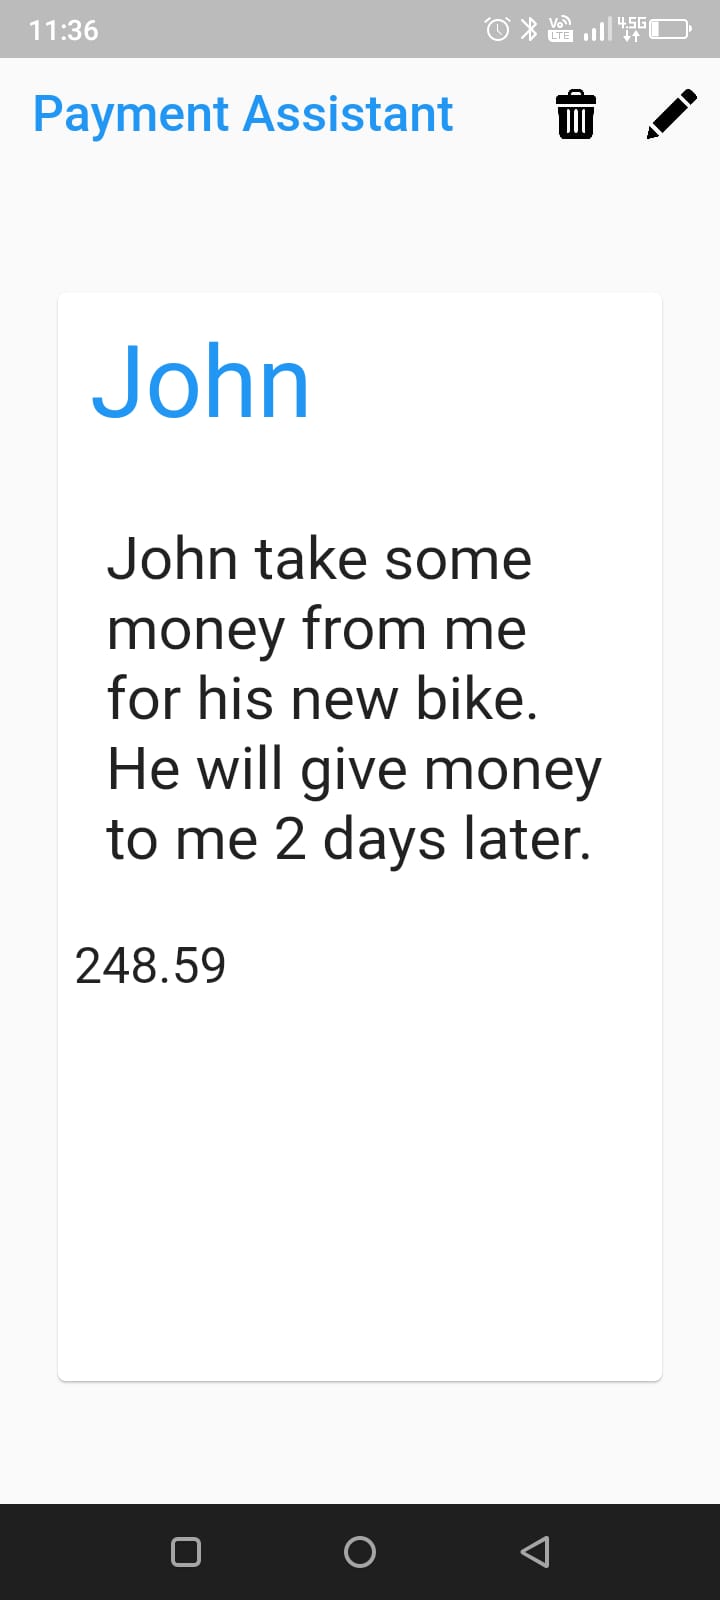 11:36
Vo LTE 4.5G
Payment Assistant
John
John take some
money from me
for his new bike.
He will give money
to me 2 days later.
248.59